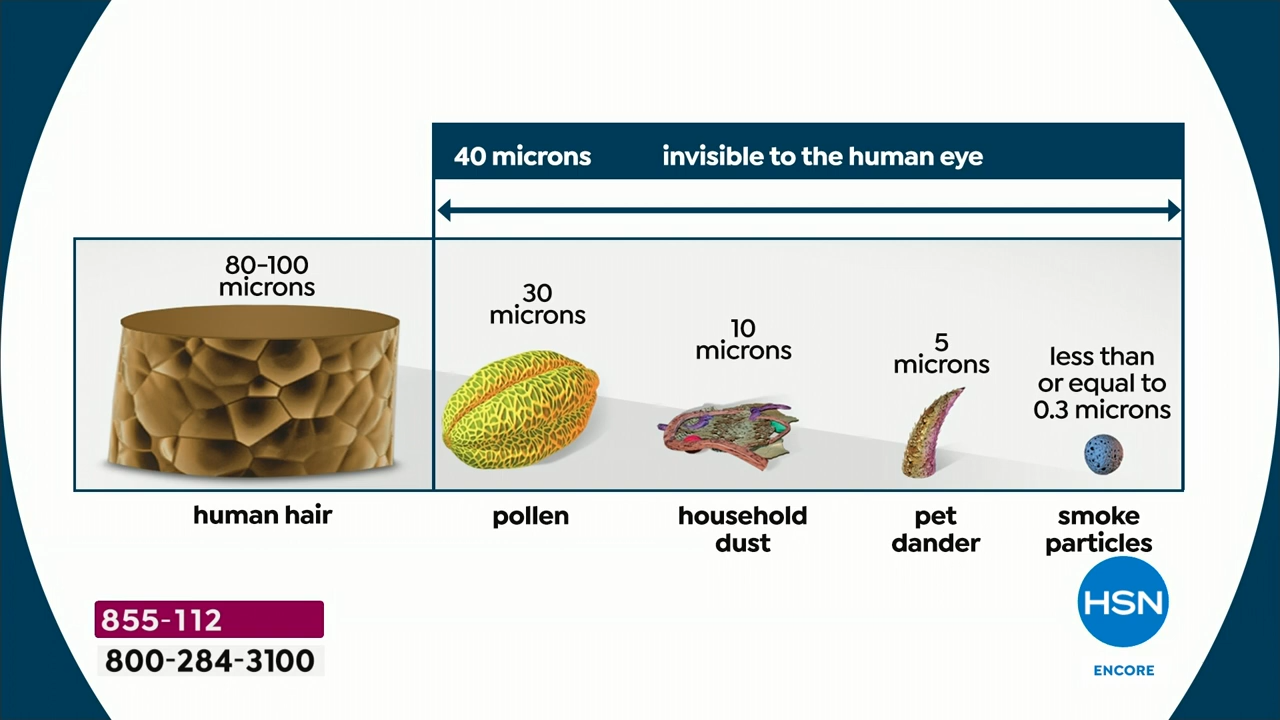 40 microns invisible to the human eye
80-100
microns
30
microns
10
microns
5
microns
less than
or equal to
0.3 microns
human hair
pollen
household
dust
pet
dander
smoke
particles
855-112
800-284-3100
HSN
ENCORE